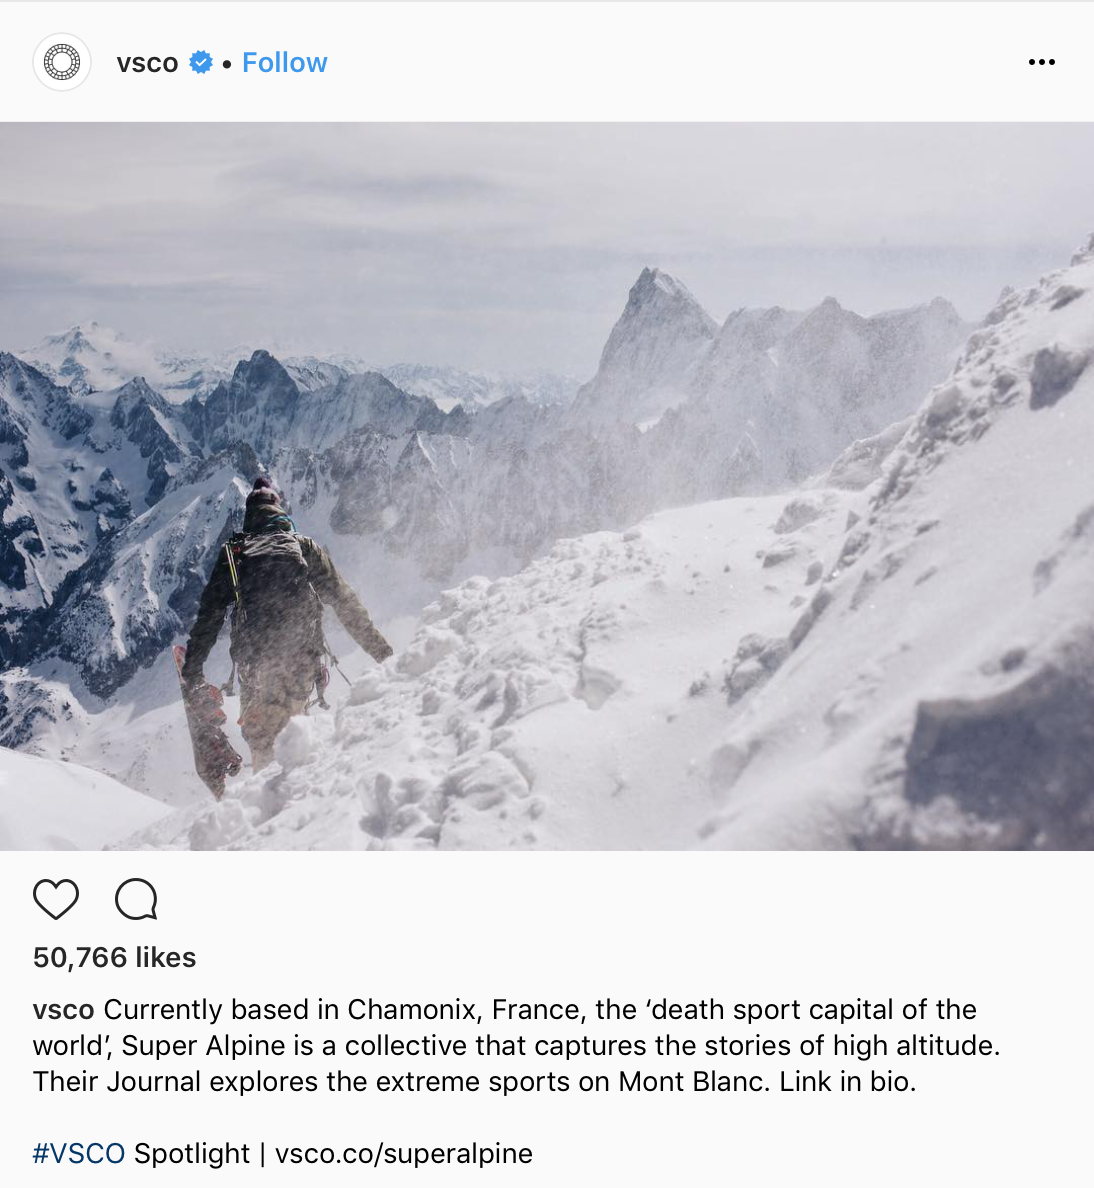 vsco • Follow
50,766 likes
vsco Currently based in Chamonix, France, the ‘death sport capital of the
world’, Super Alpine is a collective that captures the stories of high altitude.
Their Journal explores the extreme sports on Mont Blanc. Link in bio.
#VSCO Spotlight | vsco.co/superalpine